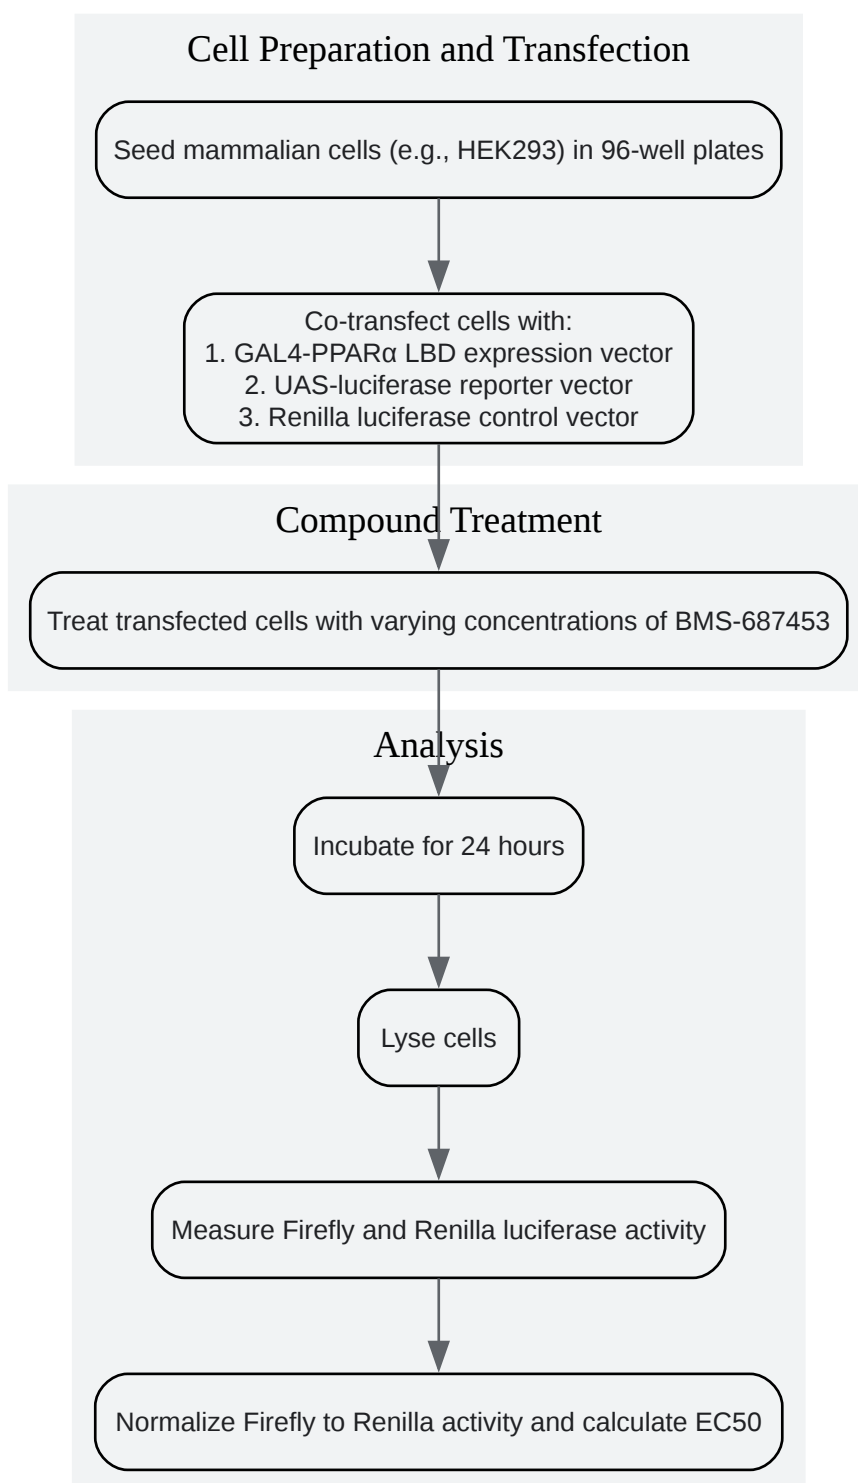 Cell Preparation and Transfection
Seed mammalian cells (e.g., HEK293) in 96-well plates
Co-transfect cells with:
1. GAL4-PPARα LBD expression vector
2. UAS-luciferase reporter vector
3. Renilla luciferase control vector
Compound Treatment
Treat transfected cells with varying concentrations of BMS-687453
Analysis
Incubate for 24 hours
Lyse cells
Measure Firefly and Renilla luciferase activity
Normalize Firefly to Renilla activity and calculate EC50